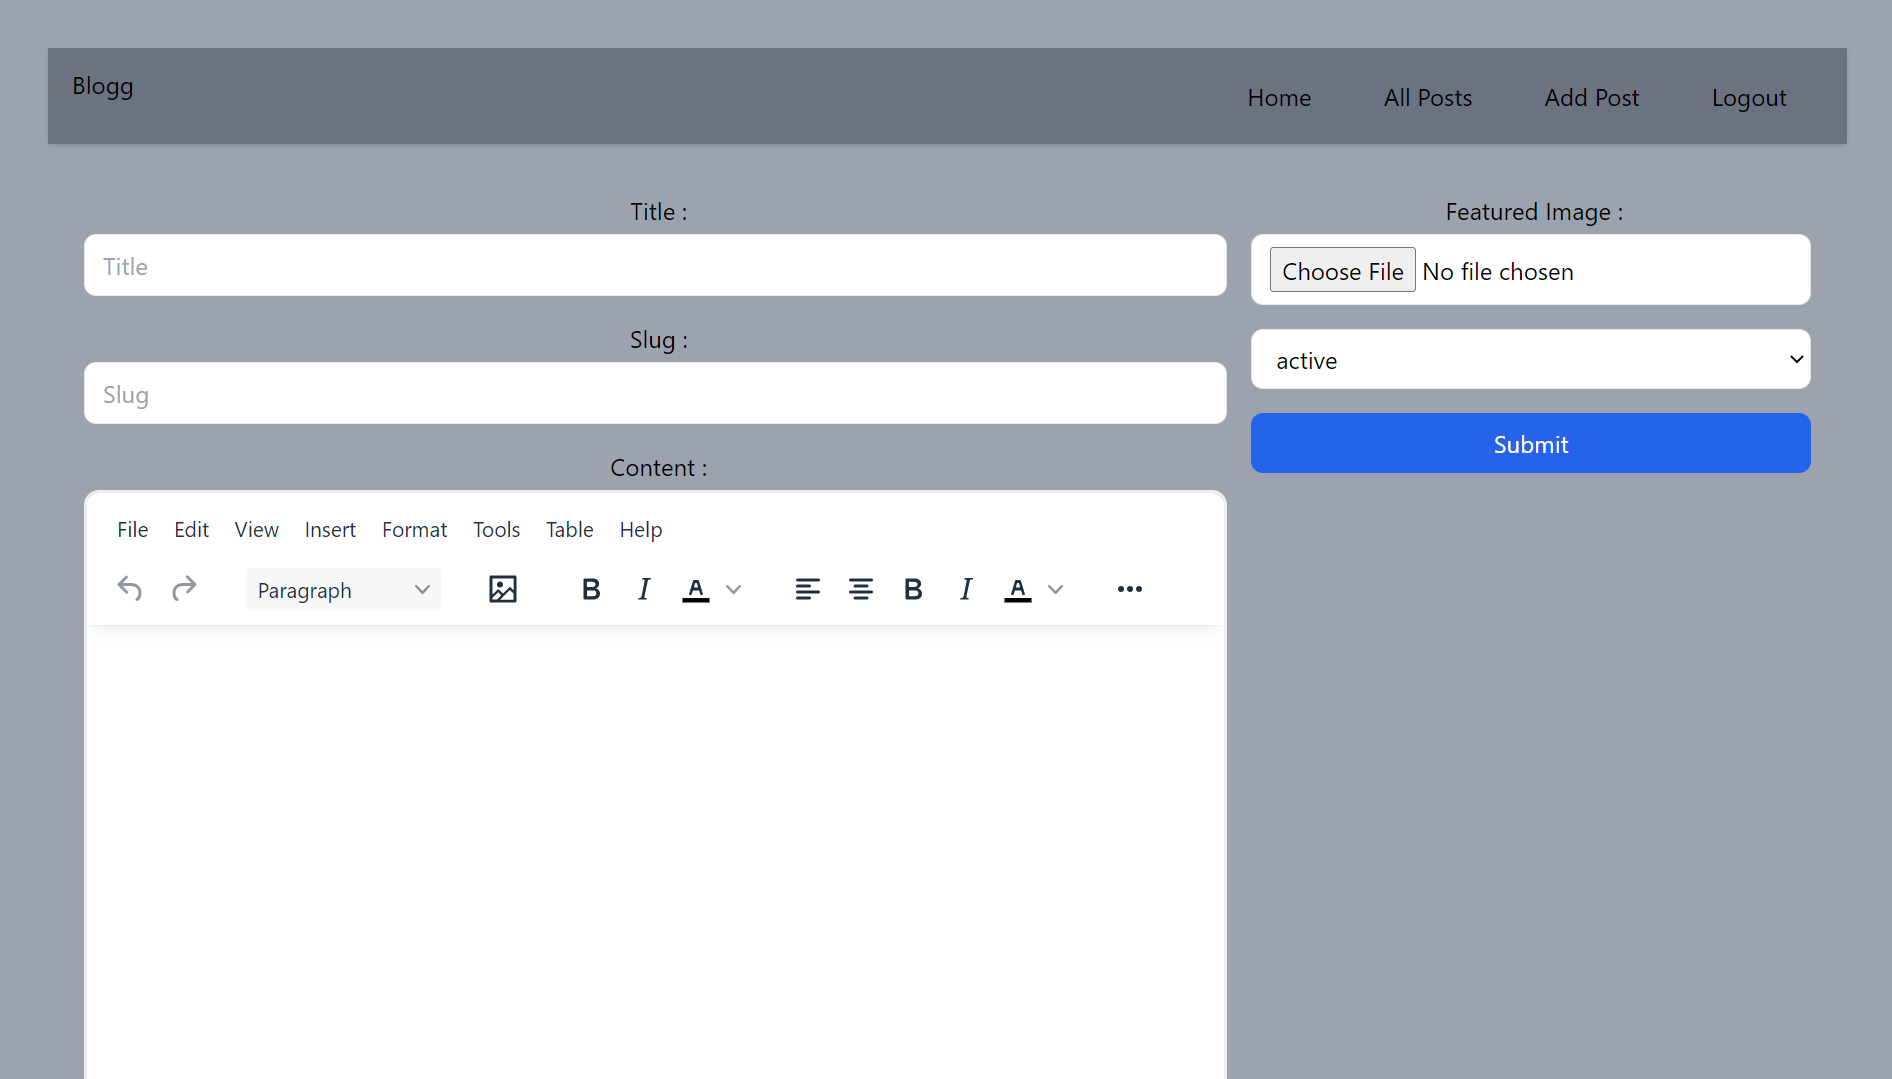 Blogg
Home All Posts Add Post Logout
Title :
Title
Slug :
Slug
Content :
File Edit View Insert Format Tools Table Help
Paragraph B I A B I A
Featured Image :
Choose File No file chosen
active
Submit